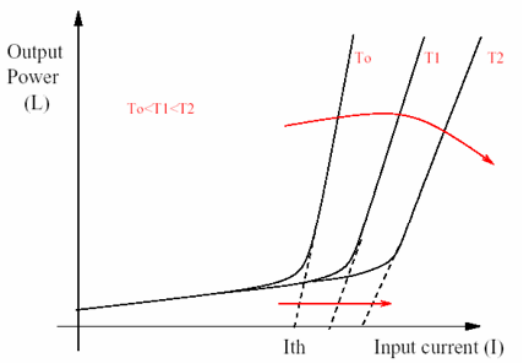 Output
Power
(L)
To
T1
T2
To<T1<T2
Ith
Input current (I)